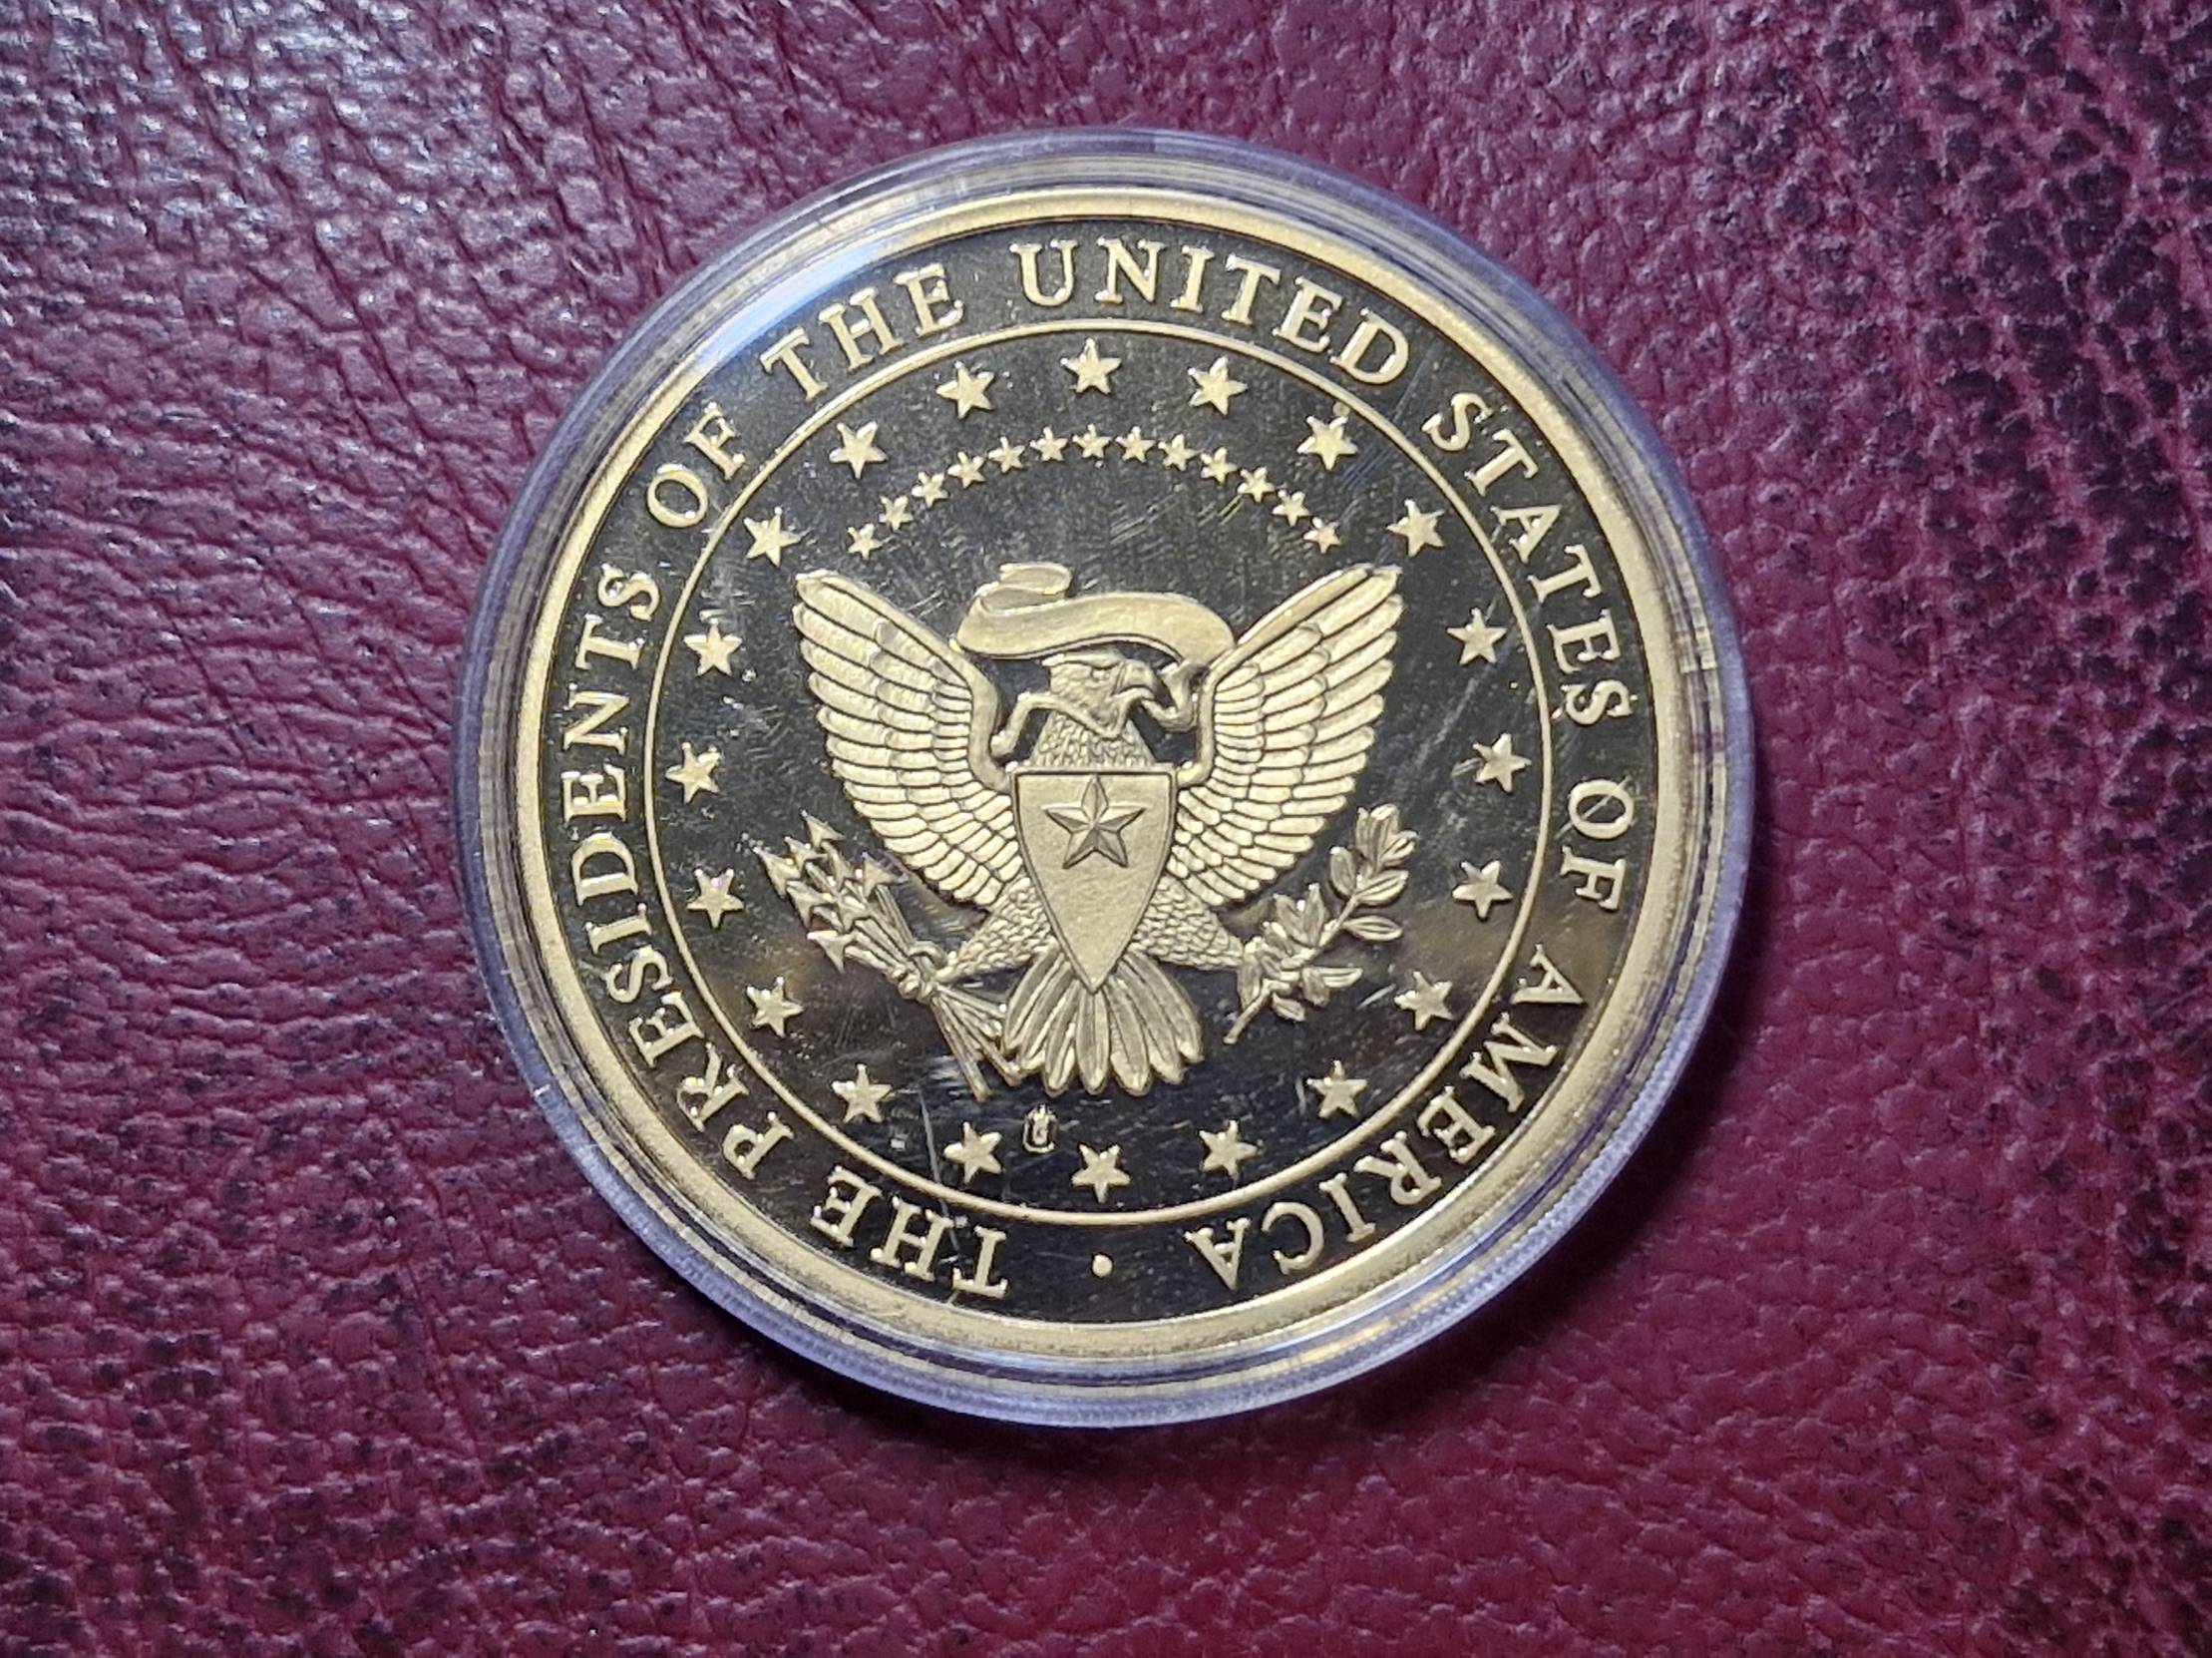 THE PRESIDENTS OF THE UNITED STATES OF AMERICA •